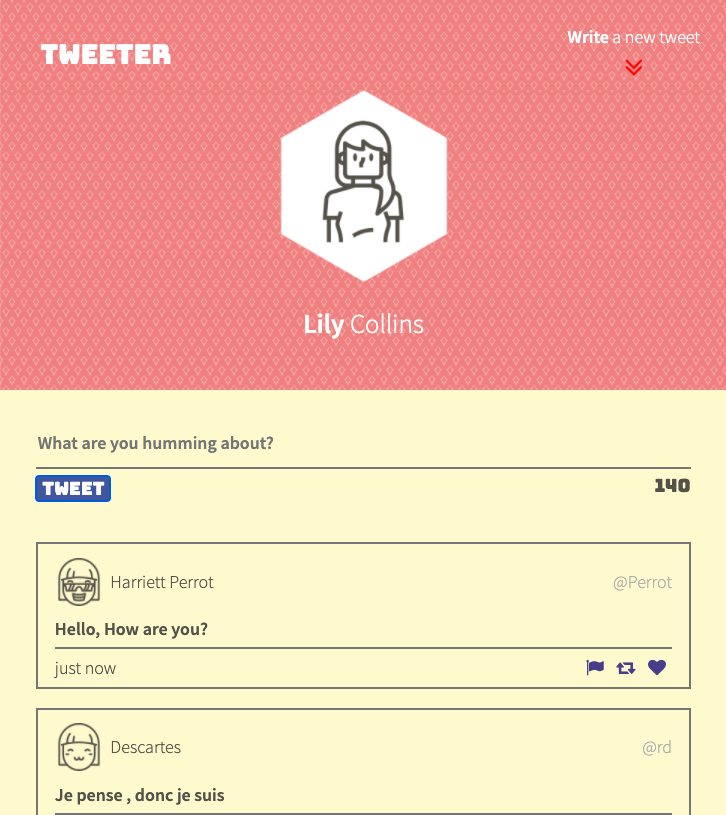 TWEETER
Write a new tweet
Lily Collins
What are you humming about?
TWEET
140
Harriett Perrot
@Perrot
Hello, How are you?
just now
Descartes
@rd
Je pense , donc je suis